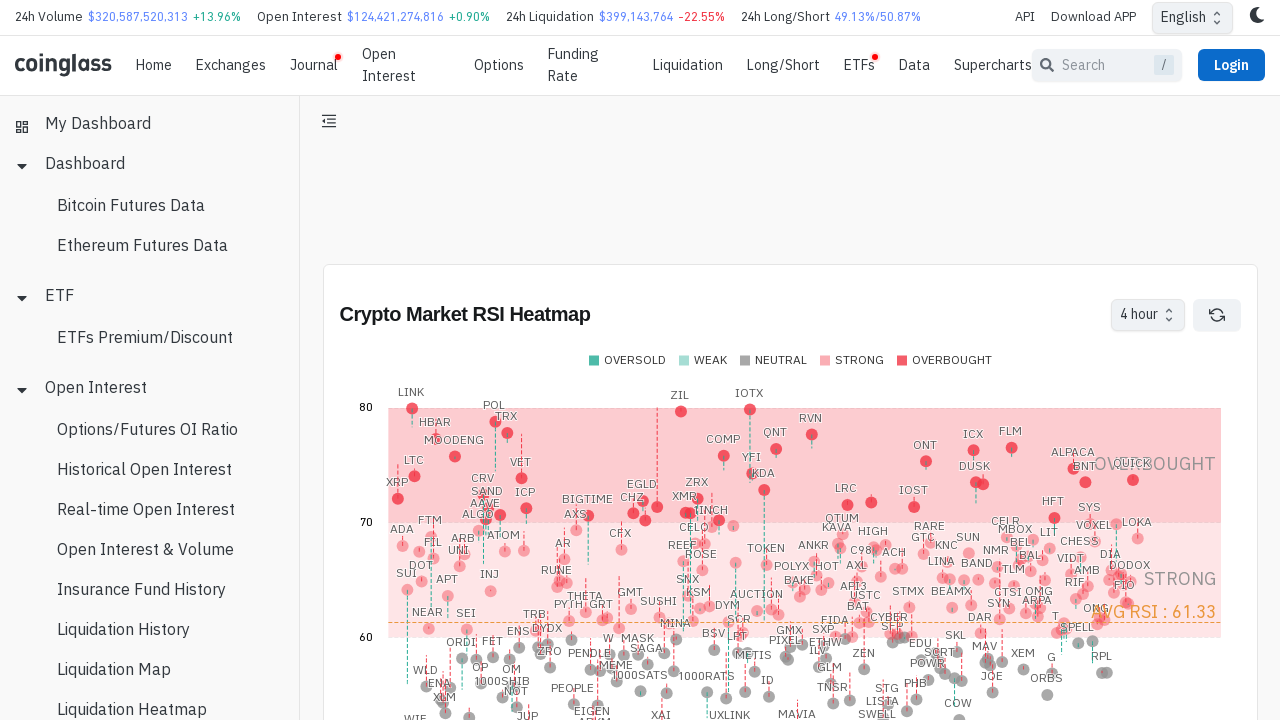 24h Volume $320,587,520,313 +13.96% Open Interest $124,421,274,816 +0.90% 24h Liquidation $399,143,764 -22.55% 24h Long/Short 49.13%/50.87% API Download APP English
coinglass Home Exchanges Journal Open Interest Options Funding Rate Liquidation Long/Short ETFs Data Supercharts Search / Login
My Dashboard
Dashboard
Bitcoin Futures Data
Ethereum Futures Data
ETF
ETFs Premium/Discount
Open Interest
Options/Futures OI Ratio
Historical Open Interest
Real-time Open Interest
Open Interest & Volume
Insurance Fund History
Liquidation History
Liquidation Map
Liquidation Heatmap
Crypto Market RSI Heatmap 4 hour
OVERSOLD WEAK NEUTRAL STRONG OVERBOUGHT
LINK ZIL IOTX
80 POL
HBAR TRX RVN
MOODENG COMP QNT ONT ICX FLM
LTC VET YFI DUSK ALPACA OVERBOUGHT QUICK
XRP CRV EGLD ZRX KDA BNT
SAND ICP BIGTIME CHZ XMR LRC IOST HFT
AAVE SYS
ALGO AXS 1INCH
70 FTM QTUM CELR VOXEL LOKA
ADA ATOM CFX CELO KAVA HIGH RARE MBOX LIT
FIL ARB AR REEF TOKEN ANKR GTC SUN BEL CHESS
UNI ROSE C98 ACH KNC NMR BAL VIDT DIA
DOT RUNE POLYX HOT AXL LINA BAND TLM AMB DODOX
SUI APT INJ SNX BAKE RIF STRONG
GMT KSM AUCTION API3 STMX BEAMX CTSI OMG FIO
THETA SUSHI USTC
NEAR SEI TRB PYTH GRT DYM BAT SYN ARPA ONG AVG RSI : 61.33
MINA SCR FIDA CYBER DAR T
60 ORDI FET ENS DYDX W MASK BSV LPT GMX SXP SFP SKL SPELL
ZRO PENDLE SAGA METIS PIXEL ETHW ILV ZEN EDU MAV XEM G RPL
WLD OP OM MEME 1000SATS 1000RATS ID GLM POWR JOE ORBS
ENA 1000SHIB PEOPLE TNSR STG PHB
XLM NOT EIGEN LISTA COW
WIF JUP XAI UXLINK MAVIA SWELL